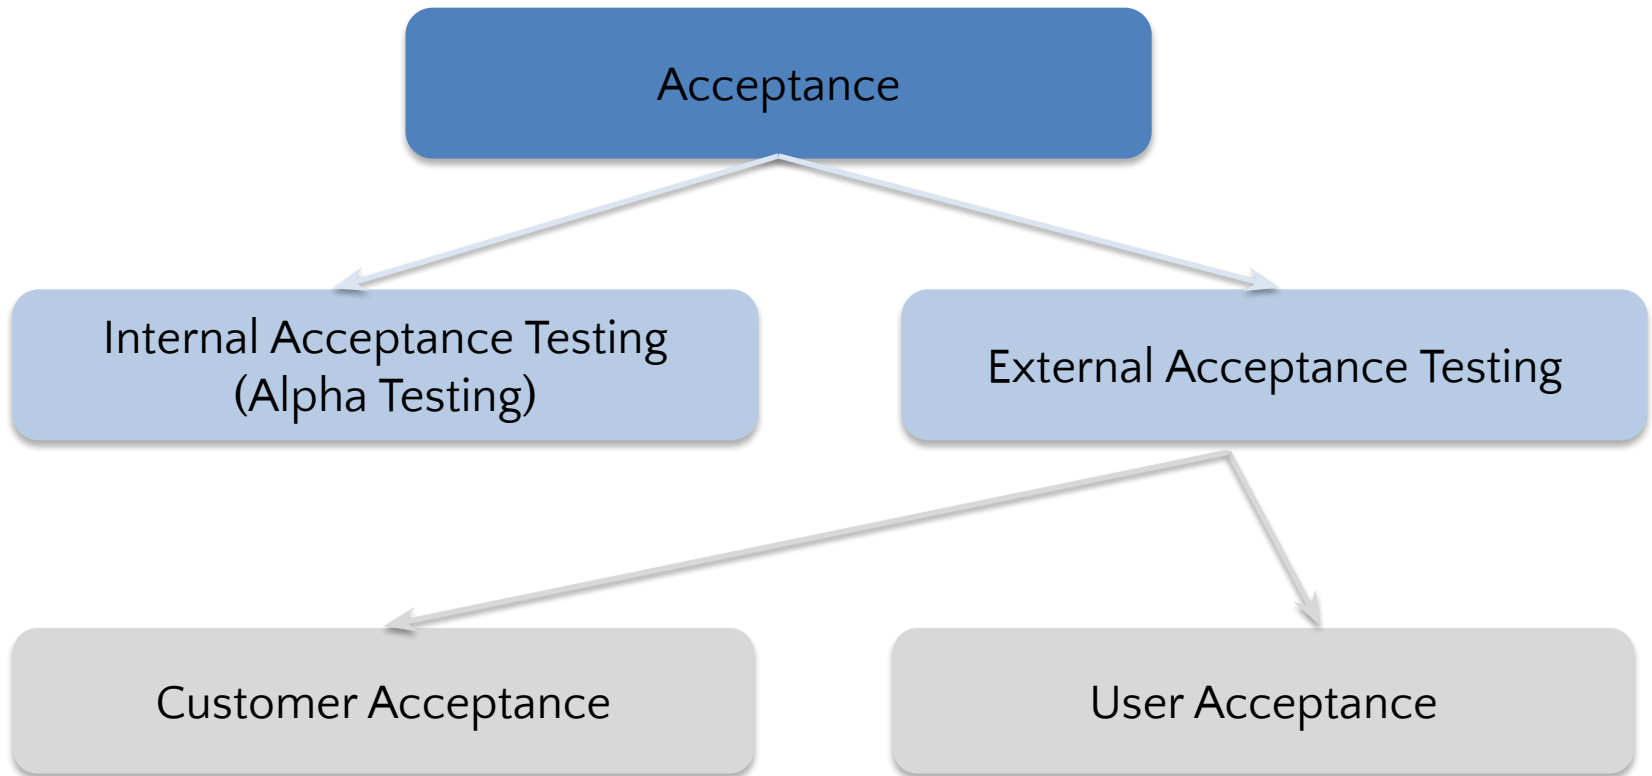 Acceptance
Internal Acceptance Testing
(Alpha Testing)
External Acceptance Testing
Customer Acceptance
User Acceptance